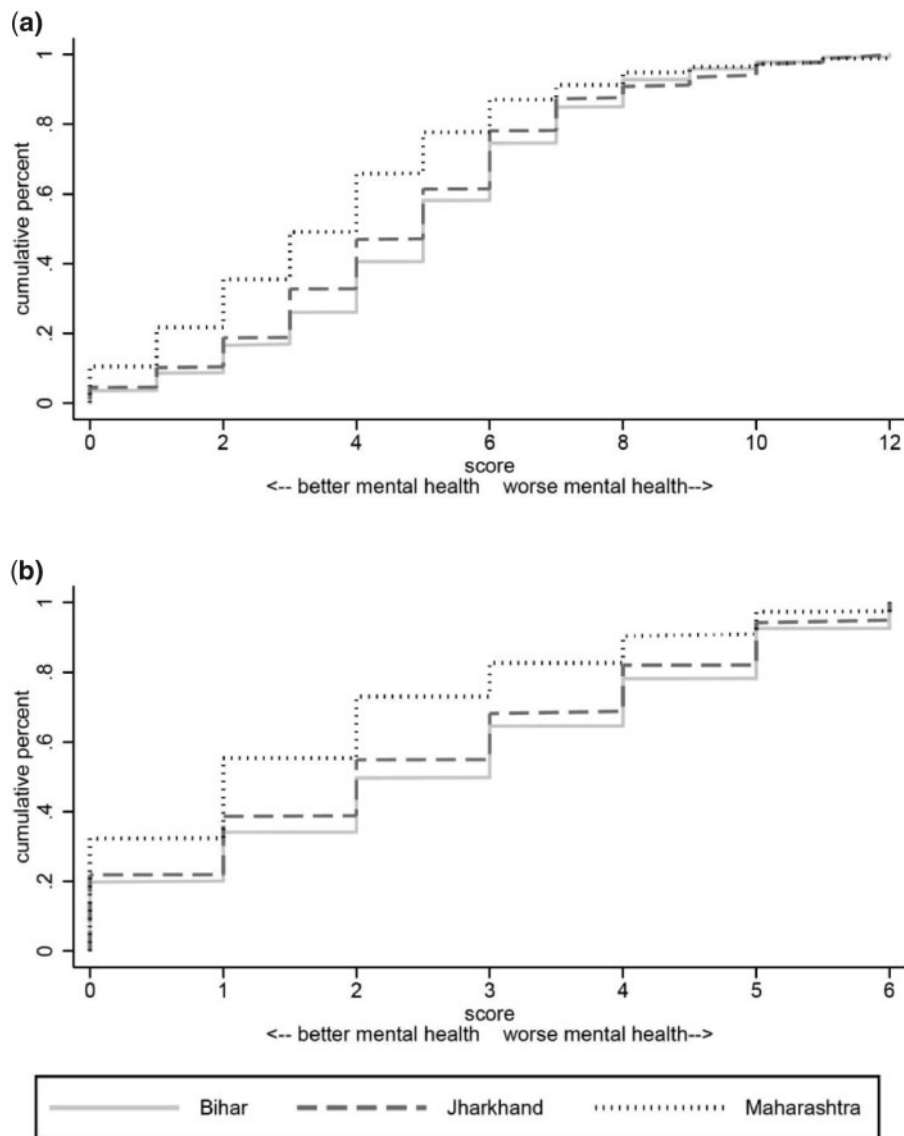 (a)
cumulative percent
1
.8
.6
.4
.2
0
0 2 4 6 8 10 12
score
<-- better mental health worse mental health-->
(b)
cumulative percent
1
.8
.6
.4
.2
0
0 1 2 3 4 5 6
score
<-- better mental health worse mental health-->
Bihar Jharkhand Maharashtra